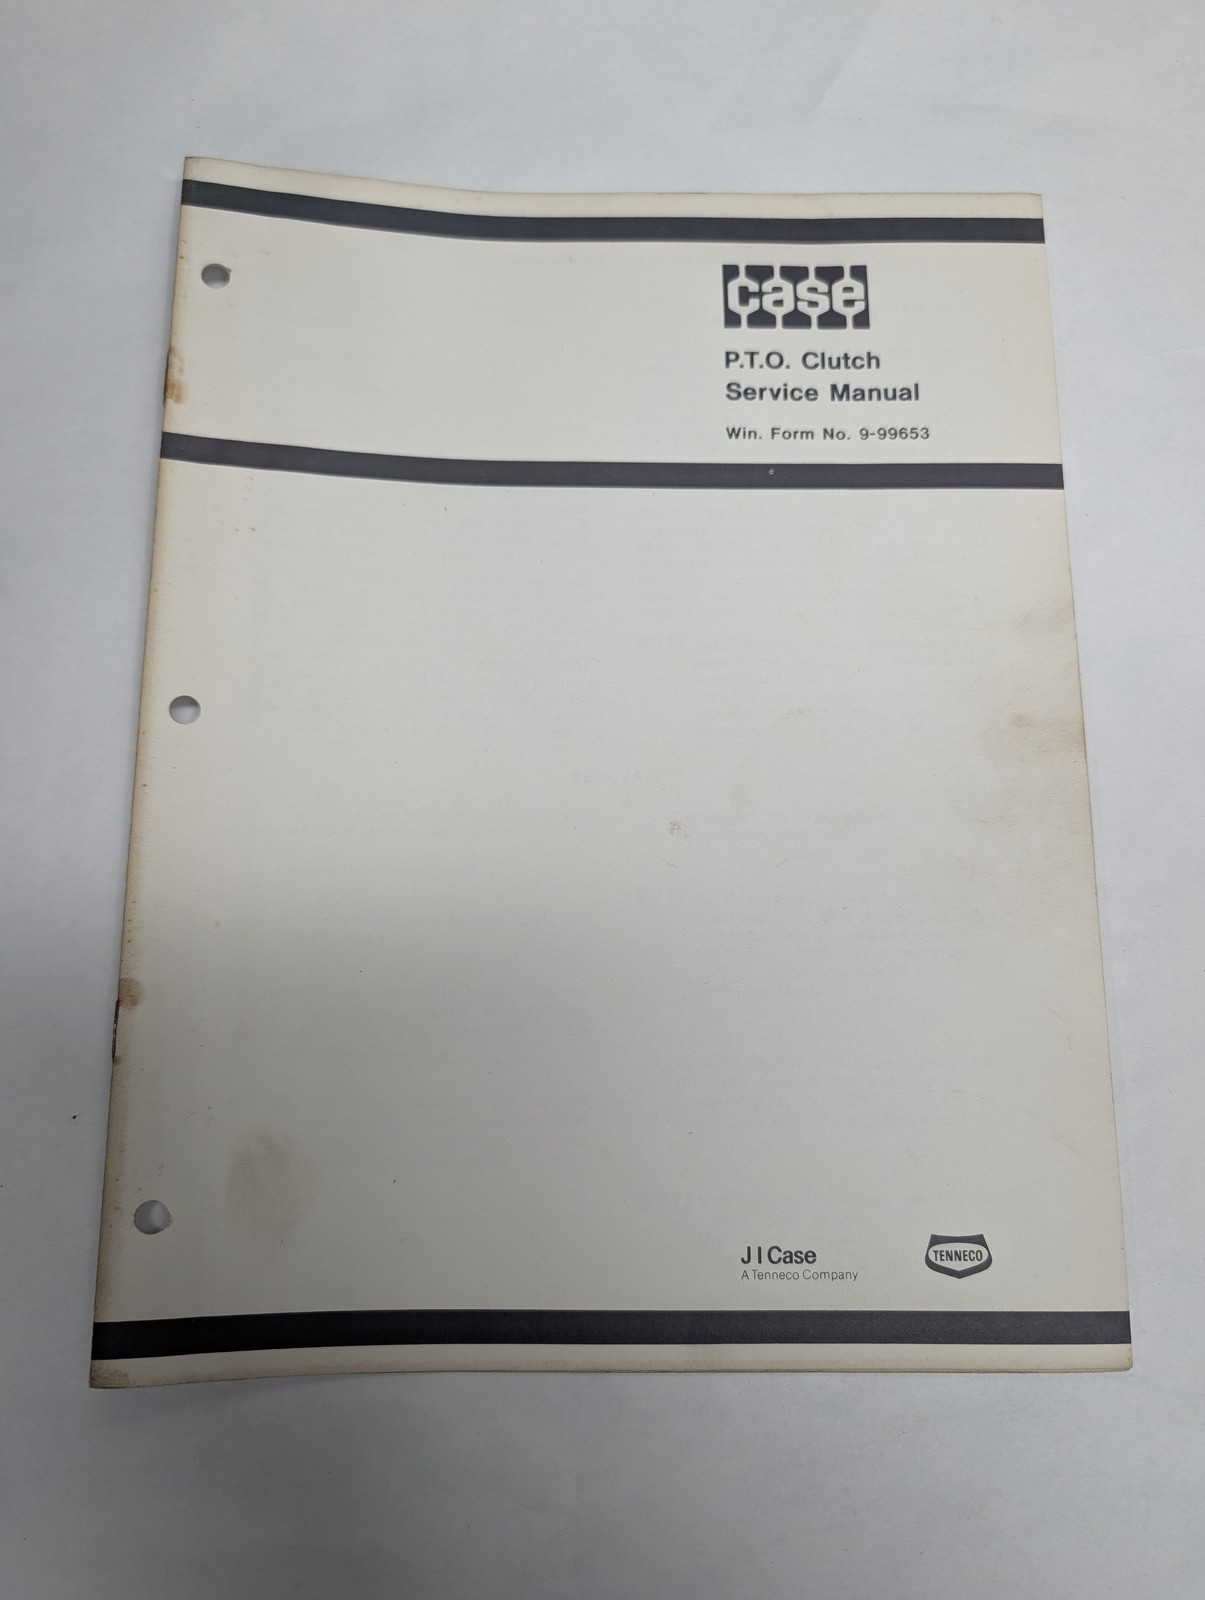 case
P.T.O. Clutch
Service Manual
Win. Form No. 9-99653
J I Case
A Tenneco Company
TENNECO